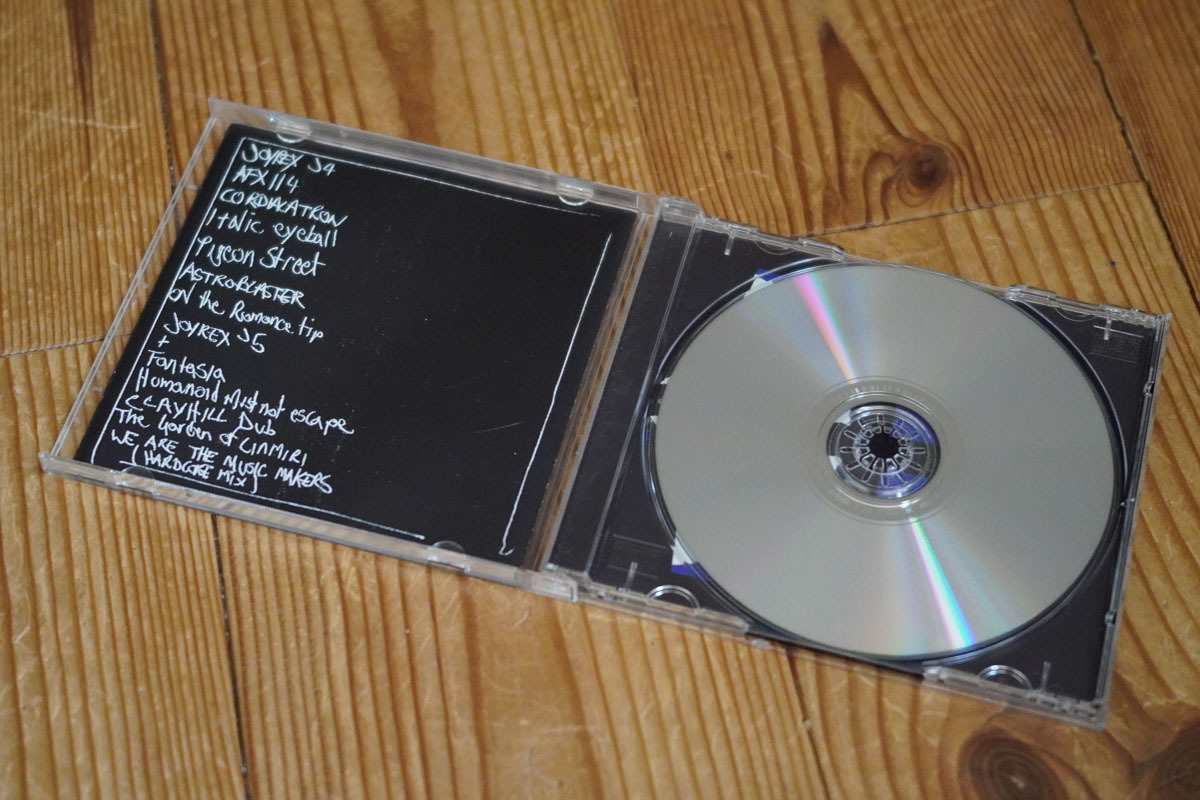 JOYREX J4
AFX 114
CORDIALATRON
Italic eyeball
Pigeon Street
ASTROBLASTER
ON the Romance tip
JOYREX J5
+
Fantasia
Humanoid Must not escape
CLAYHILL Dub
The Garden of LINMIRI
WE ARE THE MUSIC MAKERS
(HARDCORE MIX)